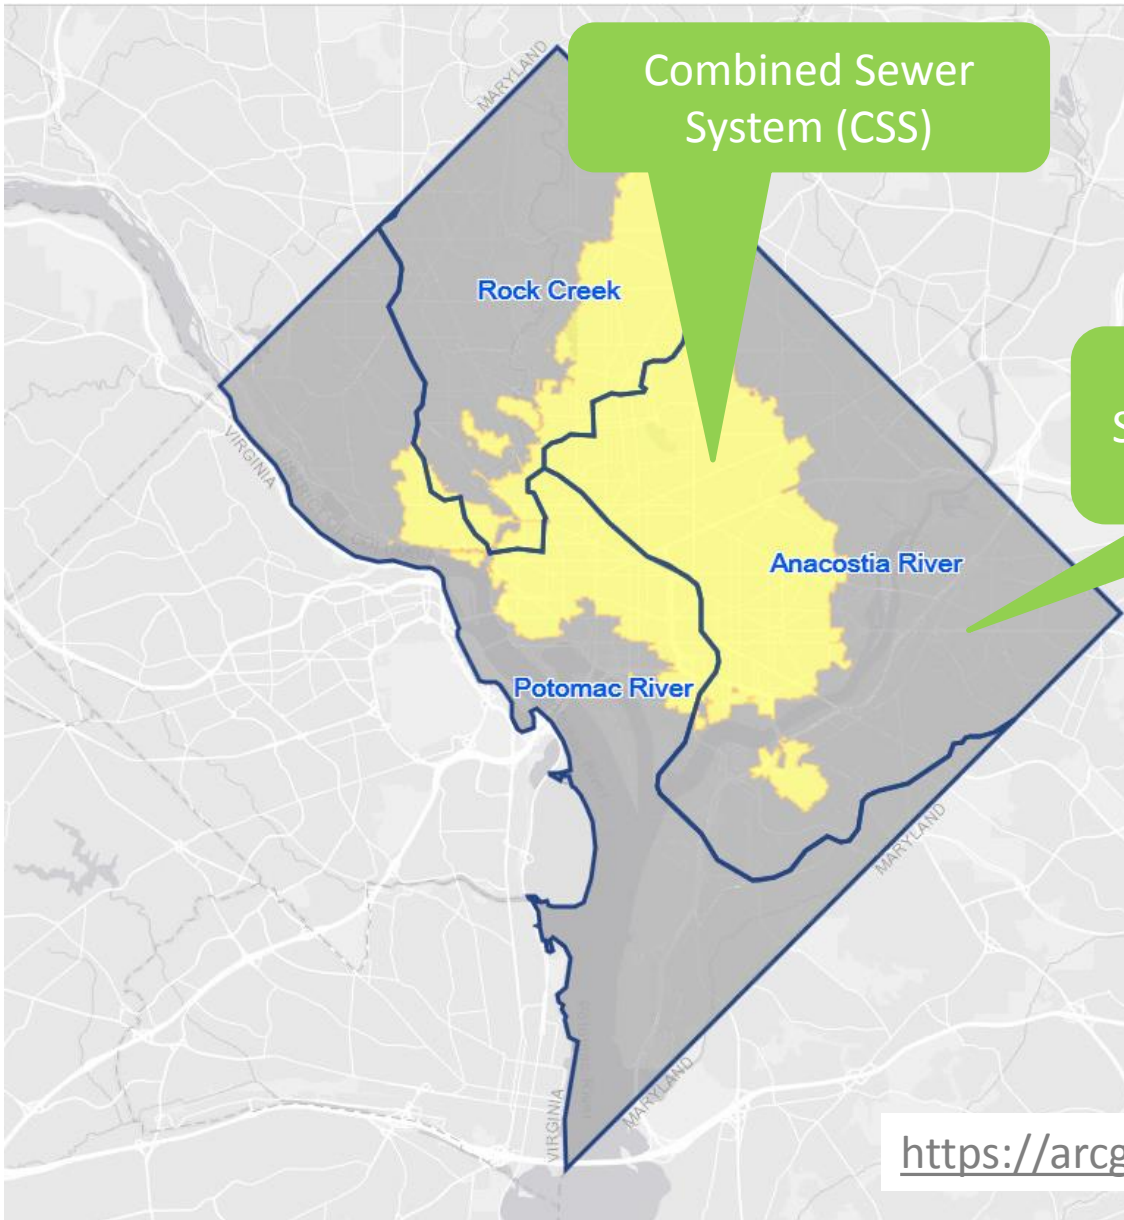 MARYLAND
Combined Sewer
System (CSS)
Rock Creek
S
VIRGINIA
Anacostia River
Potomac River
MARYLAND
VIRGINIA
MARYLAND
https://arcg